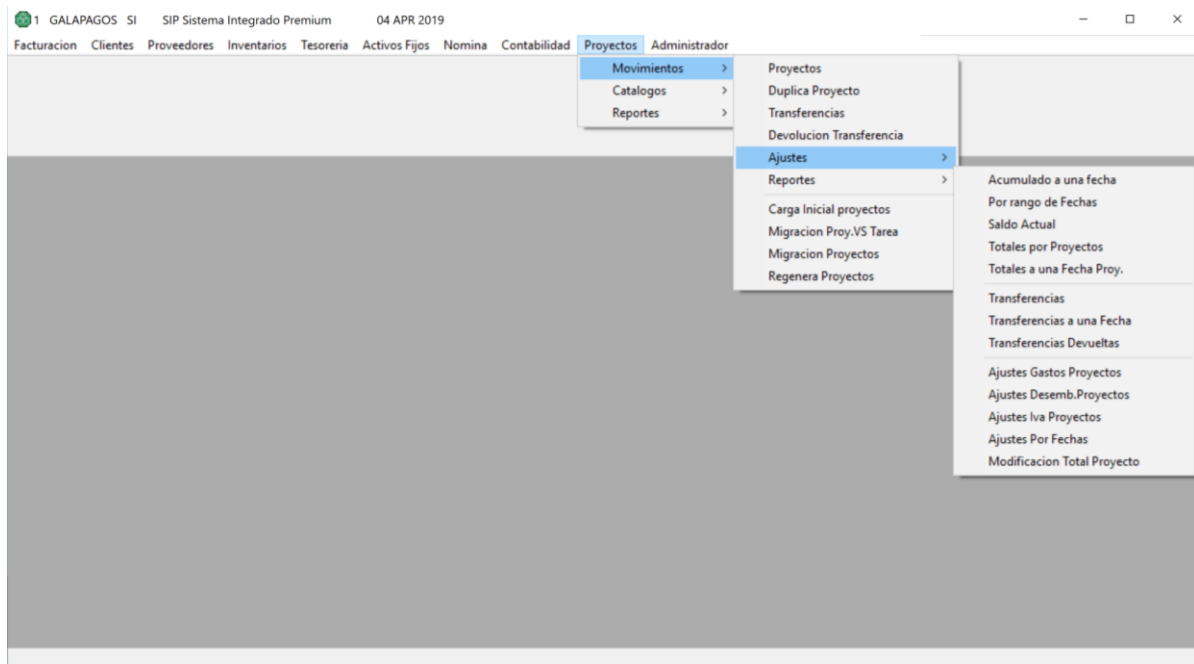 1 GALAPAGOS SI SIP Sistema Integrado Premium 04 APR 2019
Facturacion Clientes Proveedores Inventarios Tesoreria Activos Fijos Nomina Contabilidad Proyectos Administrador
Movimientos
Catalogos
Reportes
Proyectos
Duplica Proyecto
Transferencias
Devolucion Transferencia
Ajustes
Reportes
Carga Inicial proyectos
Migracion Proy.VS Tarea
Migracion Proyectos
Regenera Proyectos
Acumulado a una fecha
Por rango de Fechas
Saldo Actual
Totales por Proyectos
Totales a una Fecha Proy.
Transferencias
Transferencias a una Fecha
Transferencias Devueltas
Ajustes Gastos Proyectos
Ajustes Desemb.Proyectos
Ajustes Iva Proyectos
Ajustes Por Fechas
Modificacion Total Proyecto